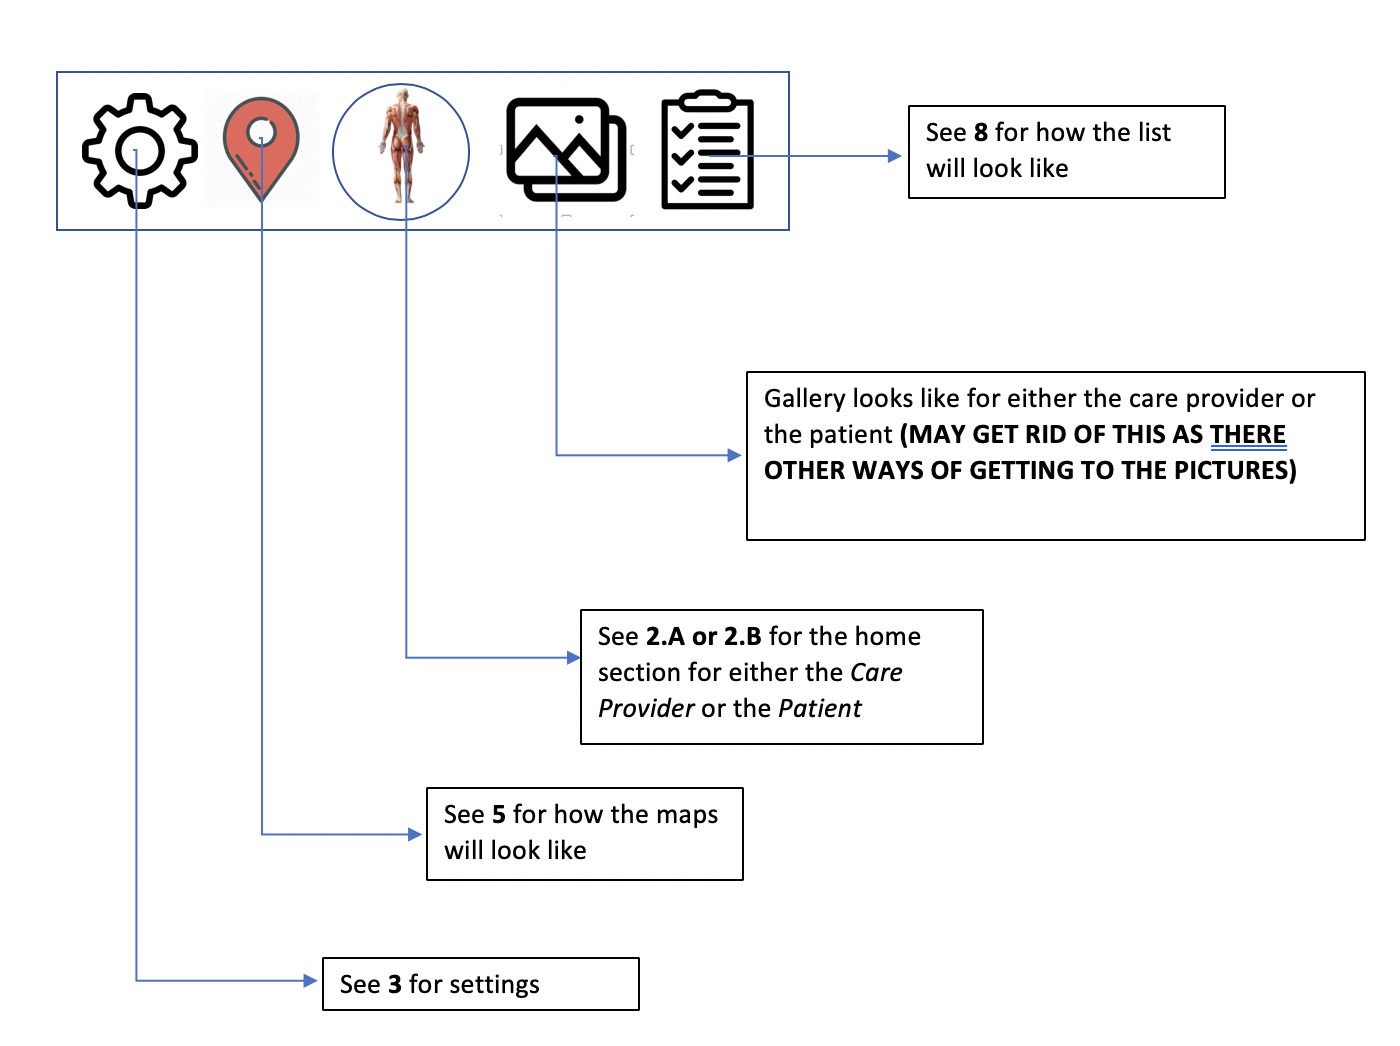 See 8 for how the list
will look like
Gallery looks like for either the care provider or
the patient (MAY GET RID OF THIS AS THERE
OTHER WAYS OF GETTING TO THE PICTURES)
See 2.A or 2.B for the home
section for either the Care
Provider or the Patient
See 5 for how the maps
will look like
See 3 for settings